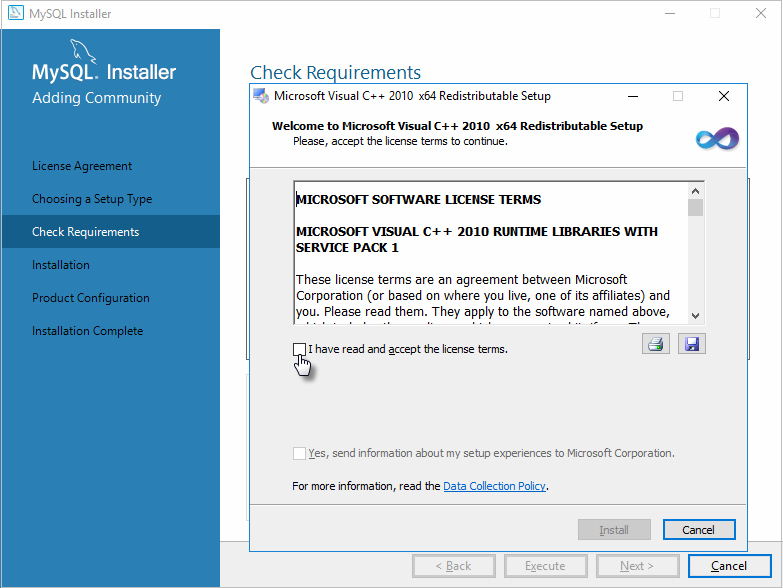 MySQL Installer
MySQL. Installer
Adding Community
License Agreement
Choosing a Setup Type
Check Requirements
Installation
Product Configuration
Installation Complete
Check Requirements
Microsoft Visual C++ 2010 x64 Redistributable Setup
Welcome to Microsoft Visual C++ 2010 x64 Redistributable Setup
Please, accept the license terms to continue.
MICROSOFT SOFTWARE LICENSE TERMS
MICROSOFT VISUAL C++ 2010 RUNTIME LIBRARIES WITH
SERVICE PACK 1
These license terms are an agreement between Microsoft
Corporation (or based on where you live, one of its affiliates) and
you. Please read them. They apply to the software named above,
I have read and accept the license terms.
Yes, send information about my setup experiences to Microsoft Corporation.
For more information, read the Data Collection Policy.
Install
Cancel
< Back
Execute
Next >
Cancel